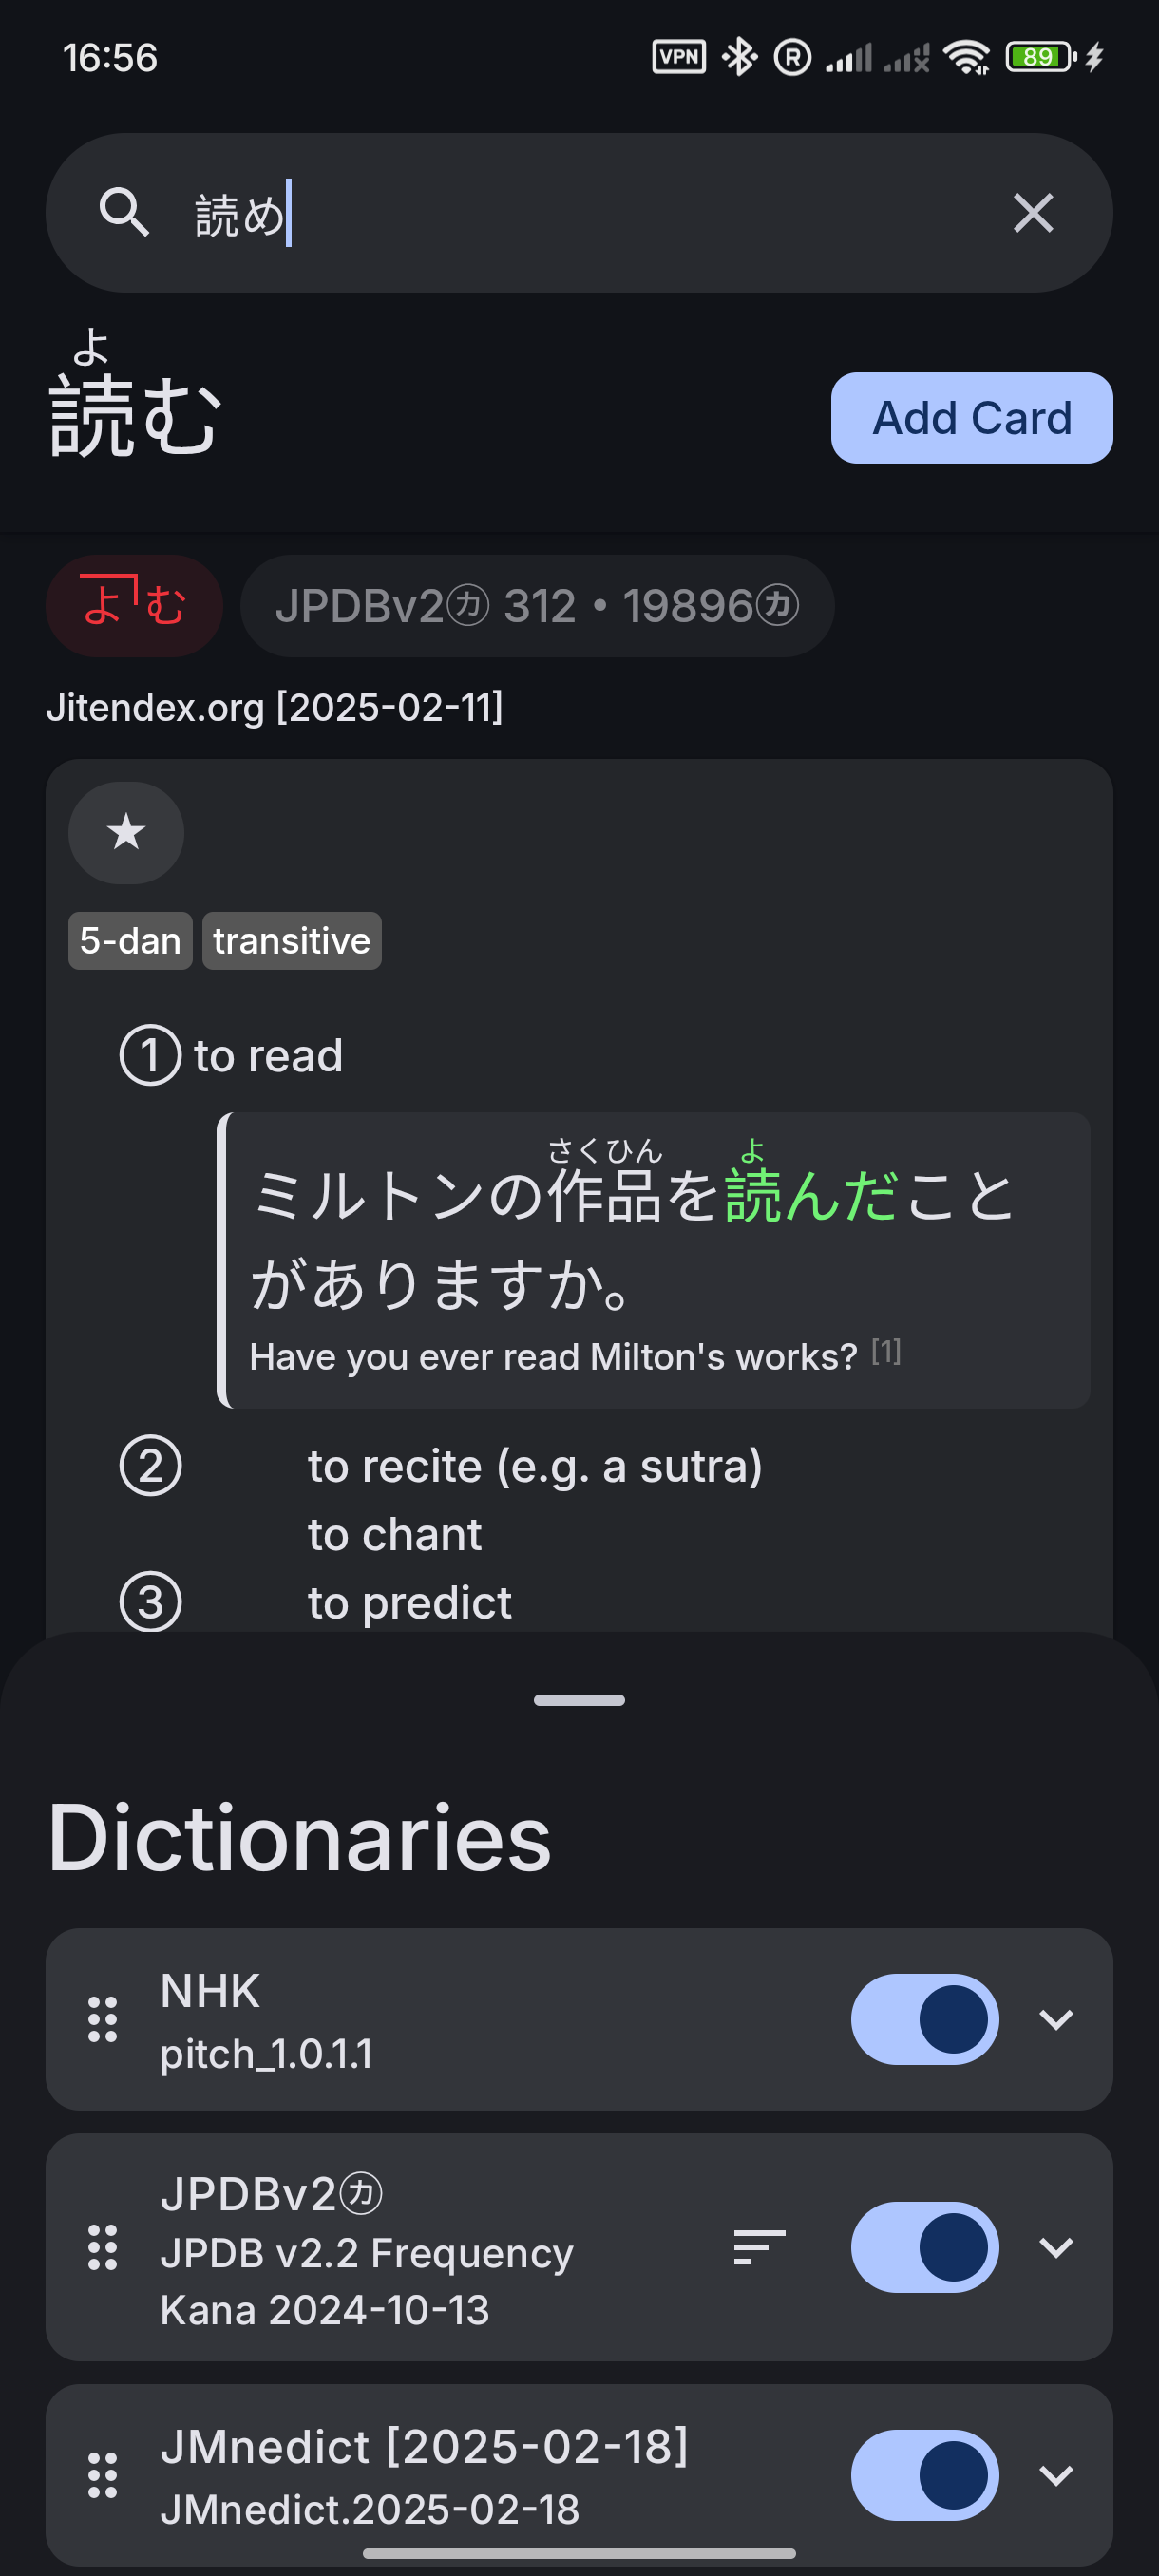 16:56
VPN
R
89
読め
よ
読む
Add Card
よむ
JPDBv2㋕ 312 • 19896㋕
Jitendex.org [2025-02-11]
★
5-dan transitive
① to read
さくひん よ
ミルトンの作品を読んだこと
がありますか。
Have you ever read Milton's works? [1]
② to recite (e.g. a sutra)
to chant
③ to predict
Dictionaries
NHK
pitch_1.0.1.1
JPDBv2㋕
JPDB v2.2 Frequency
Kana 2024-10-13
JMnedict [2025-02-18]
JMnedict.2025-02-18